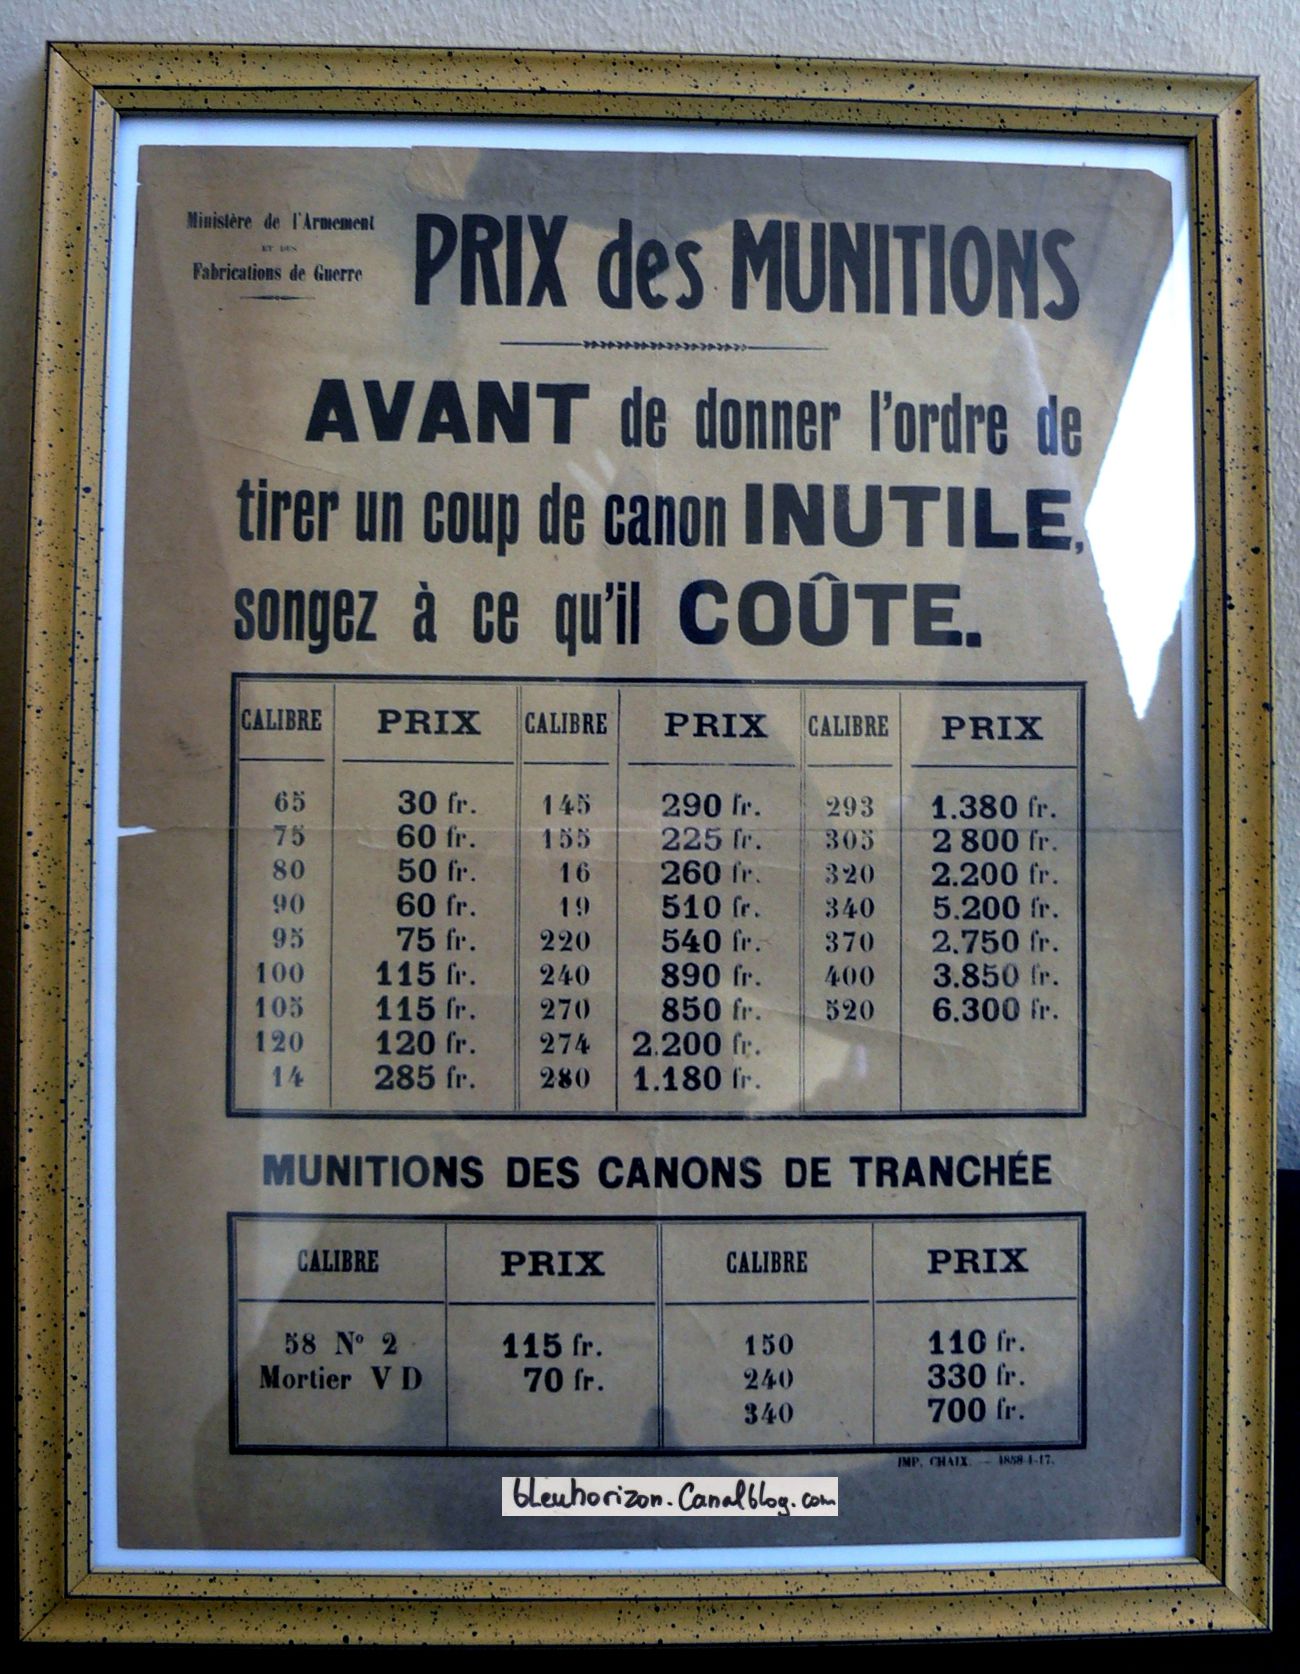 Ministère de l'Armement
ET DES
Fabrications de Guerre
PRIX des MUNITIONS
AVANT de donner l'ordre de
tirer un coup de canon INUTILE,
songez à ce qu'il COÛTE.
CALIBRE PRIX CALIBRE PRIX CALIBRE PRIX
65 30 fr. 145 290 fr. 293 1.380 fr.
75 60 fr. 155 225 fr. 305 2 800 fr.
80 50 fr. 16 260 fr. 320 2.200 fr.
90 60 fr. 19 510 fr. 340 5.200 fr.
95 75 fr. 220 540 fr. 370 2.750 fr.
100 115 fr. 240 890 fr. 400 3.850 fr.
105 115 fr. 270 850 fr. 520 6.300 fr.
120 120 fr. 274 2.200 fr.
14 285 fr. 280 1.180 fr.
MUNITIONS DES CANONS DE TRANCHÉE
CALIBRE PRIX CALIBRE PRIX
58 Nº 2 115 fr. 150 110 fr.
Mortier V D 70 fr. 240 330 fr.
340 700 fr.
IMP. CHAIX. — 1858-1-17.
bleuhorizon.Canalblog.com